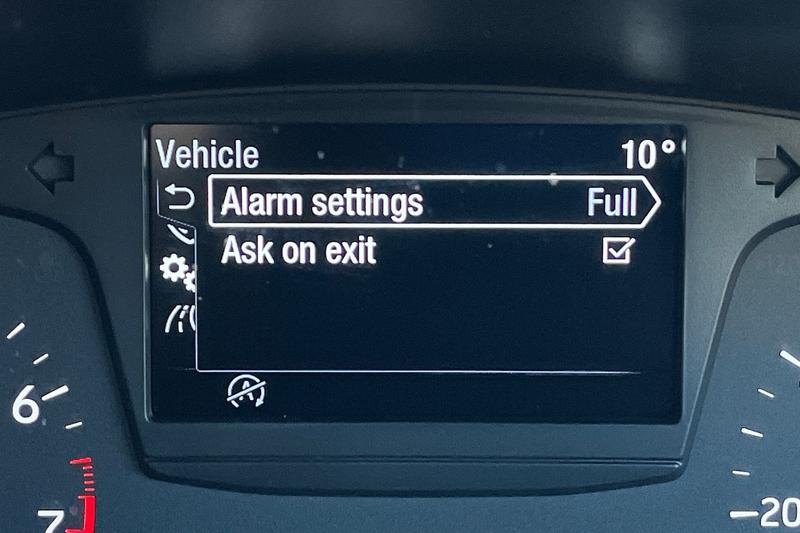 Vehicle 10°
Alarm settings Full
Ask on exit
A
6
7
-20